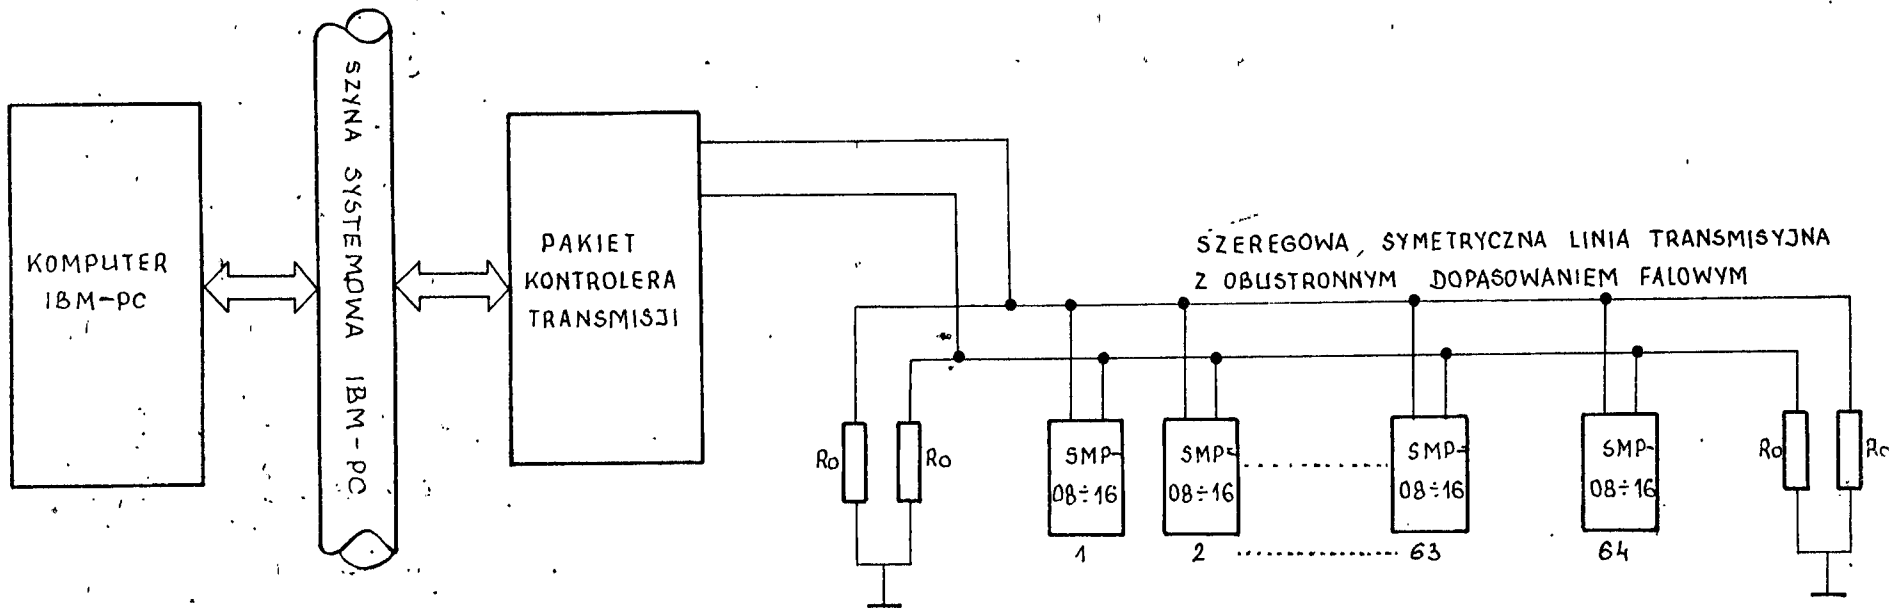 KOMPUTER
IBM-PC
SZYNA SYSTEMOWA IBM-PC
PAKIET
KONTROLERA
TRANSMISJI
SZEREGOWA, SYMETRYCZNA LINIA TRANSMISYJNA
Z OBUSTRONNYM DOPASOWANIEM FALOWYM
Ro
Ro
SMP-
08÷16
1
SMP-
08÷16
2
SMP-
08÷16
63
SMP-
08÷16
64
Ro
Ro